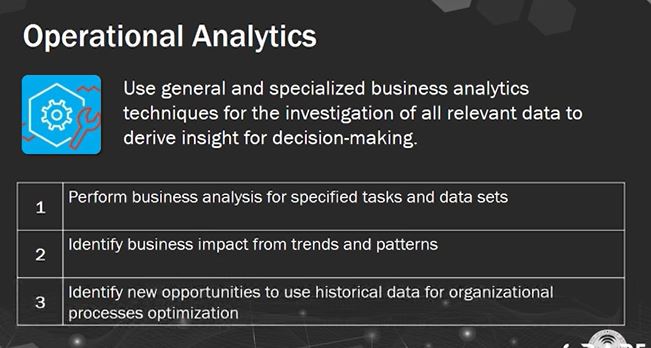 Operational Analytics
Use general and specialized business analytics
techniques for the investigation of all relevant data to
derive insight for decision-making.
1
Perform business analysis for specified tasks and data sets
2
Identify business impact from trends and patterns
3
Identify new opportunities to use historical data for organizational
processes optimization